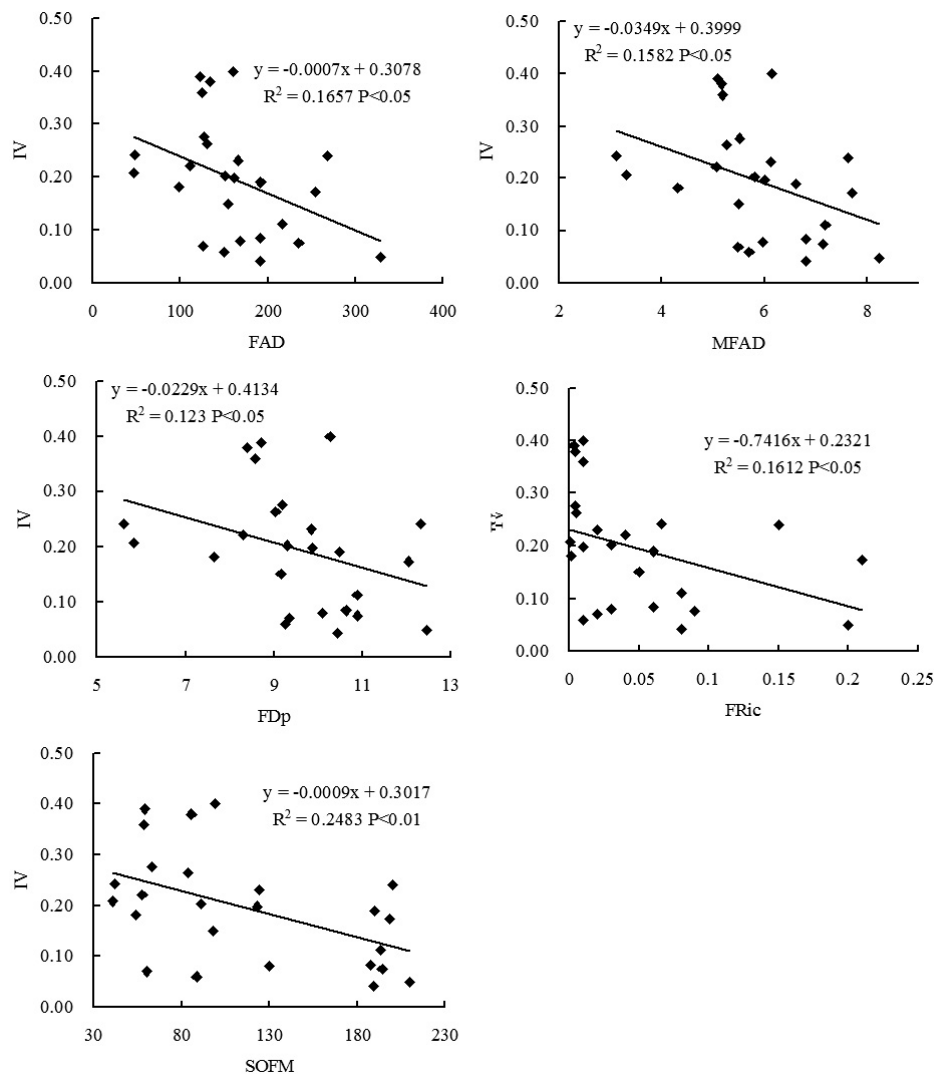 0.50
y = -0.0007x + 0.3078
R² = 0.1657 P<0.05
0.40
0.30
IV
0.20
0.10
0.00
0 100 200 300 400
FAD
y = -0.0349x + 0.3999
R² = 0.1582 P<0.05
0.50
0.40
0.30
IV
0.20
0.10
0.00
2 4 6 8
MFAD
0.50
y = -0.0229x + 0.4134
R² = 0.123 P<0.05
0.40
0.30
IV
0.20
0.10
0.00
5 7 9 11 13
FDp
0.50
0.40
y = -0.7416x + 0.2321
R² = 0.1612 P<0.05
0.30
0.20
0.10
0.00
0 0.05 0.1 0.15 0.2 0.25
FRic
0.50
y = -0.0009x + 0.3017
R² = 0.2483 P<0.01
0.40
0.30
IV
0.20
0.10
0.00
30 80 130 180 230
SOFM